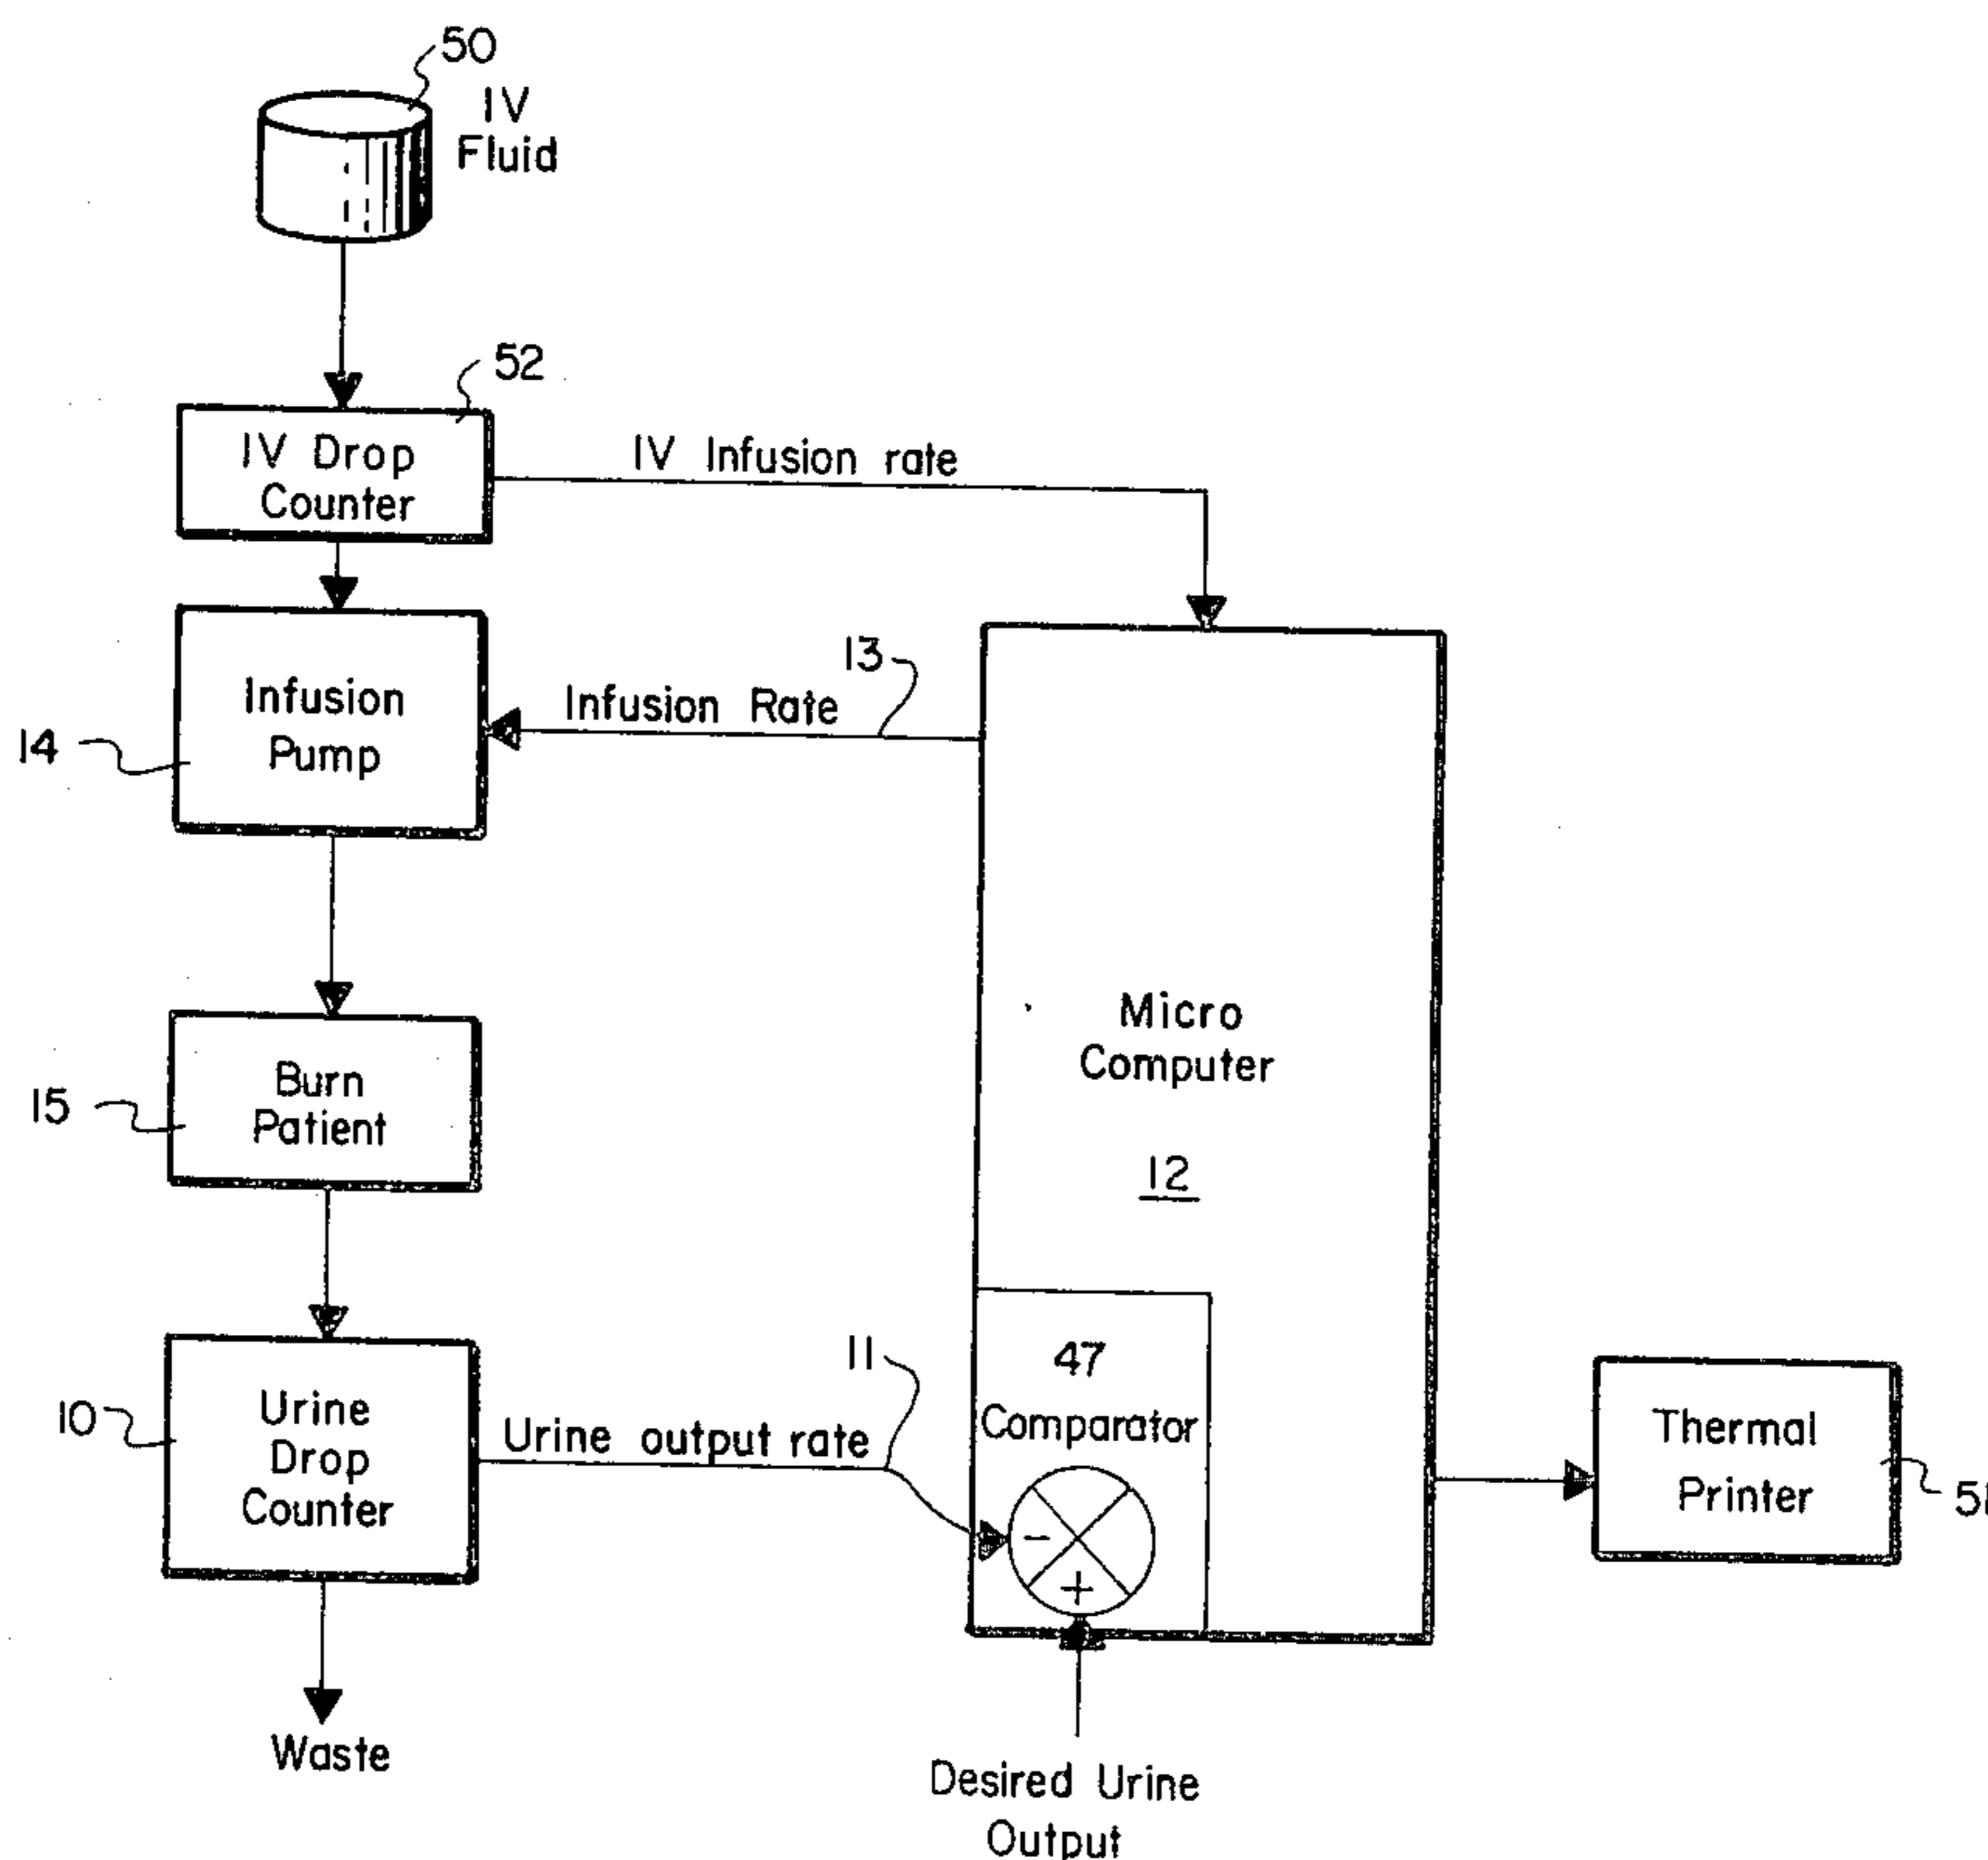 50
IV
Fluid
52
IV Drop
Counter
IV Infusion rate
13
Infusion Rate
14
Infusion
Pump
Micro
Computer
12
15
Burn
Patient
11
47
Comparator
10
Urine
Drop
Counter
Urine output rate
-
+
Thermal
Printer
Waste
Desired Urine
Output